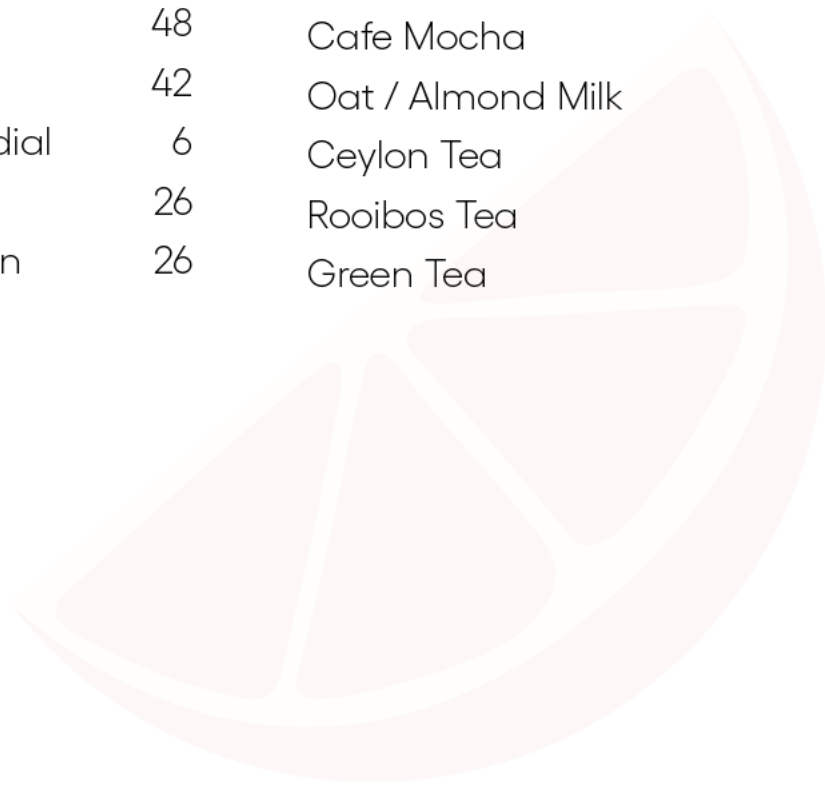 48
42
dial 6
26
n 26
Cafe Mocha
Oat / Almond Milk
Ceylon Tea
Rooibos Tea
Green Tea